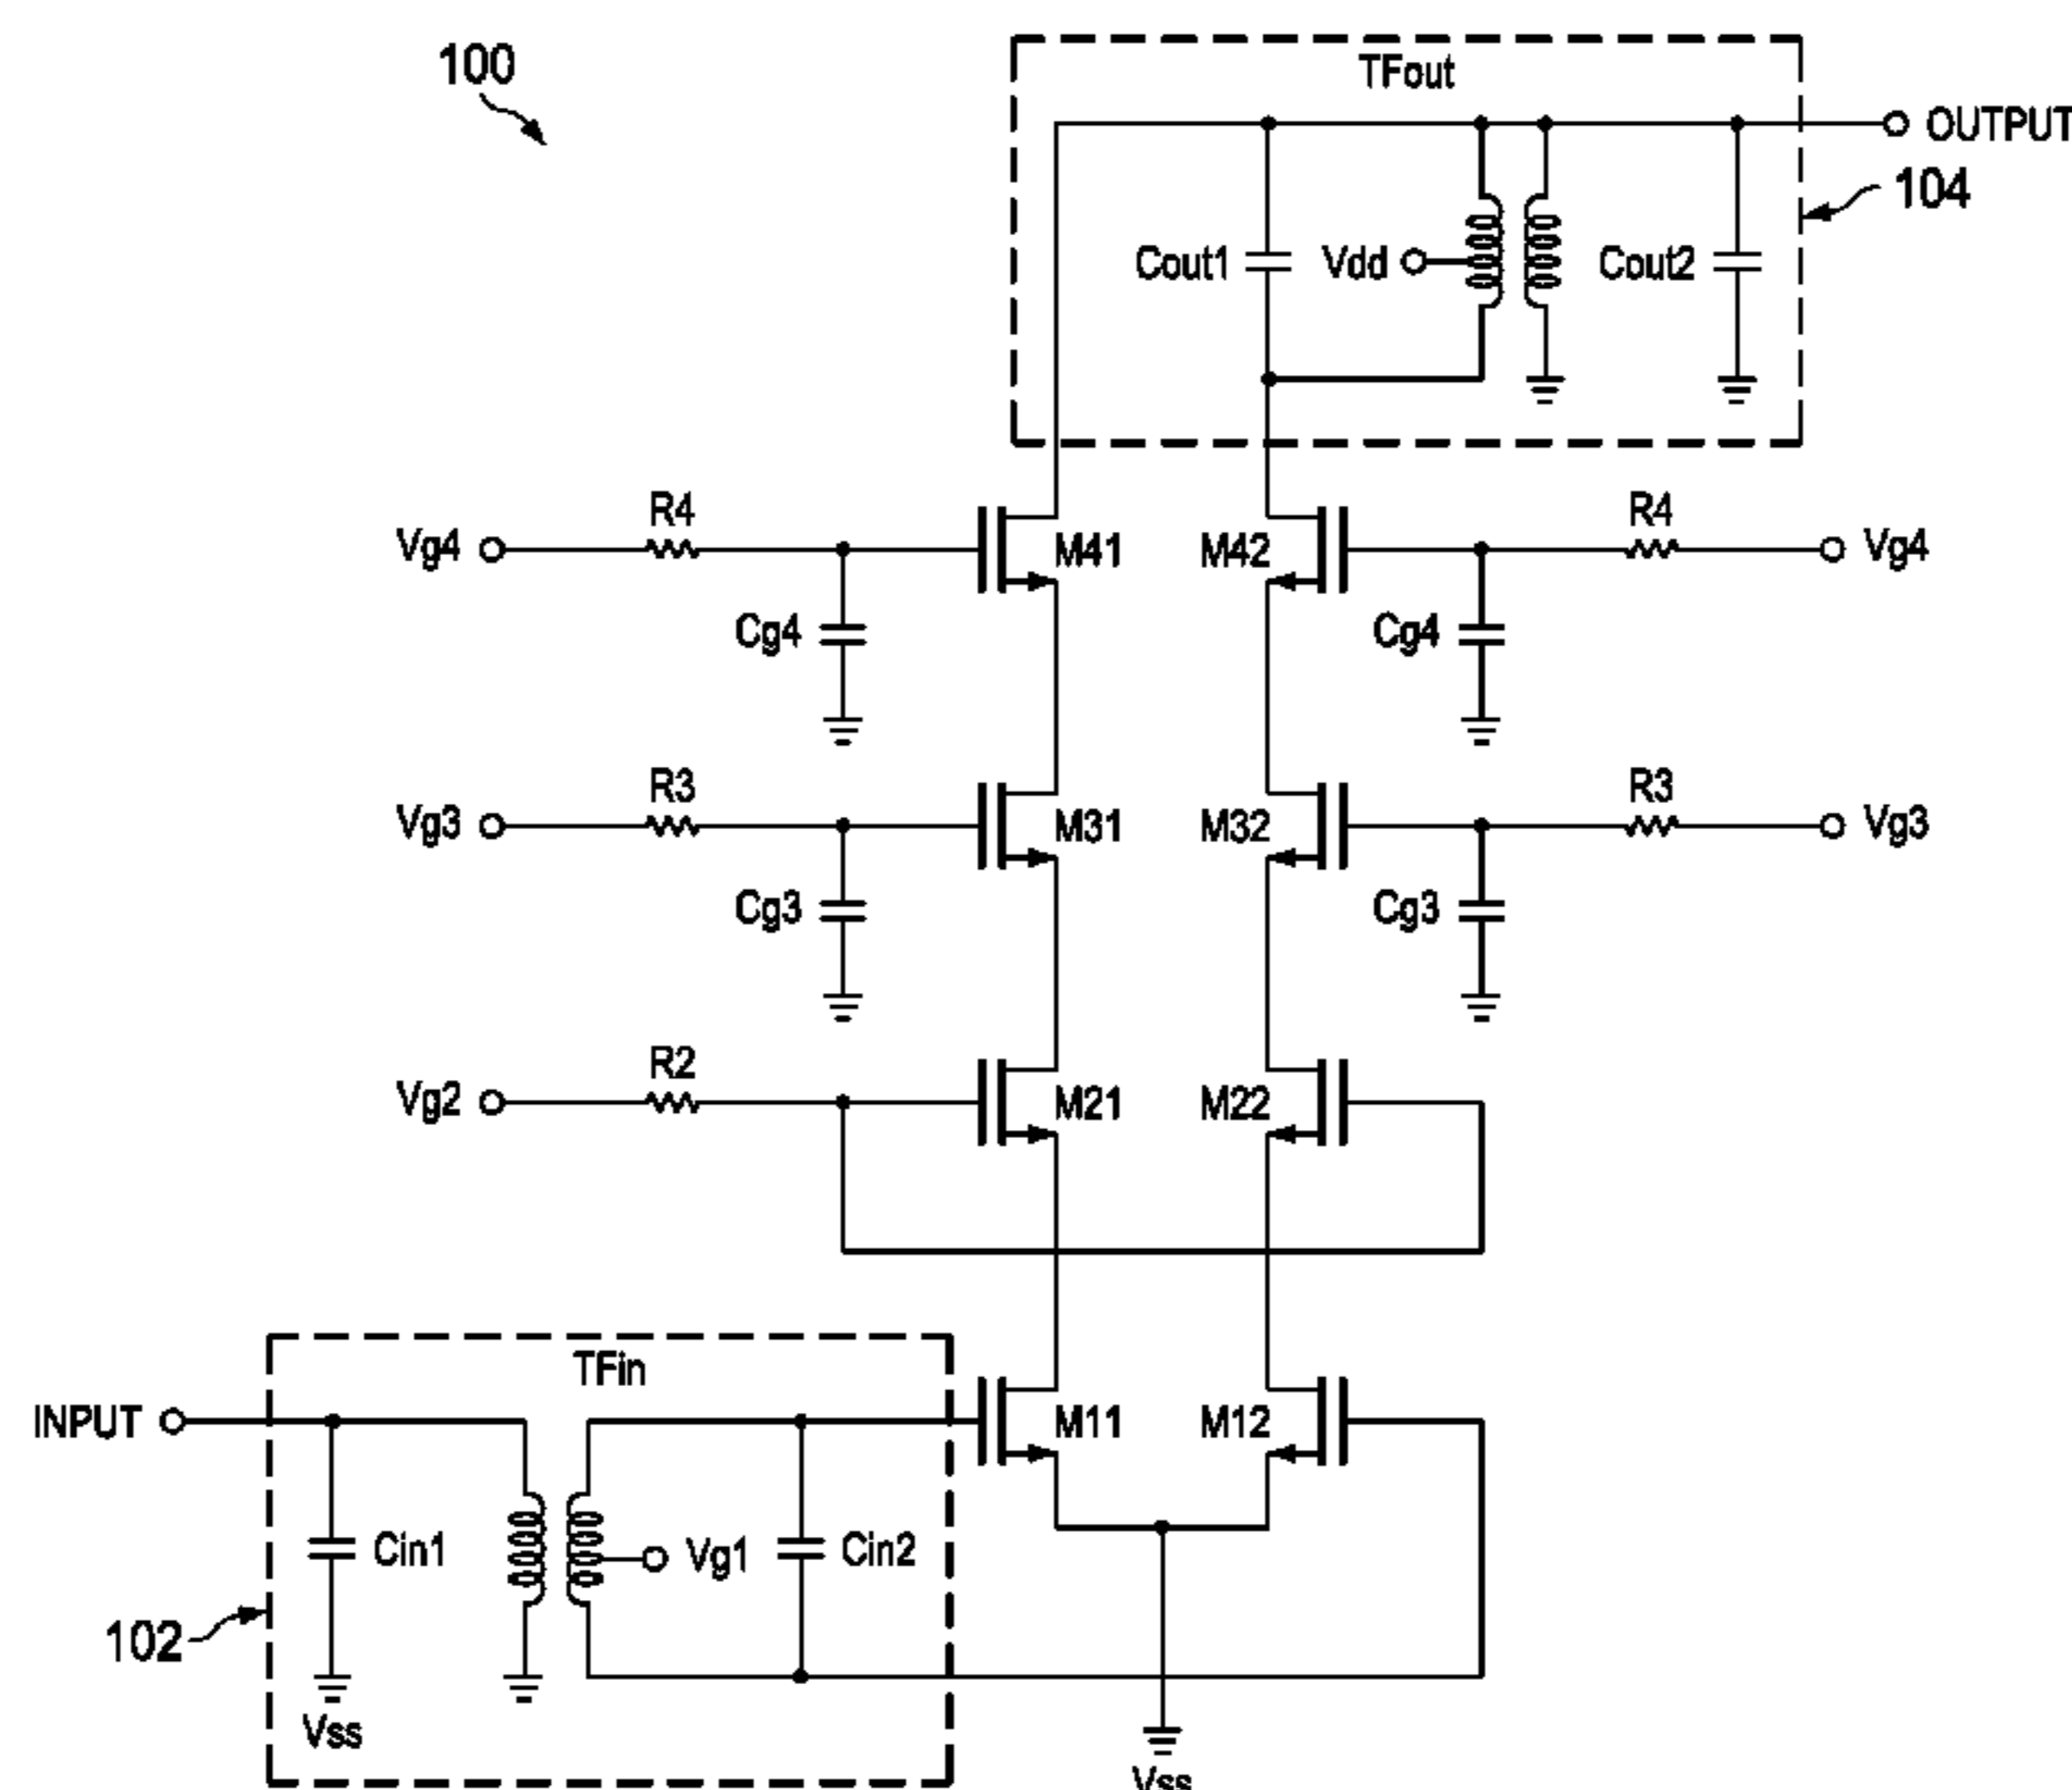 100
TFout
OUTPUT
104
Cout1
Vdd
Cout2
R4
R4
Vg4
M41
M42
Vg4
Cg4
Cg4
R3
R3
Vg3
M31
M32
Vg3
Cg3
Cg3
R2
Vg2
M21
M22
TFin
INPUT
M11
M12
Cin1
Vg1
Cin2
102
Vss
Vss